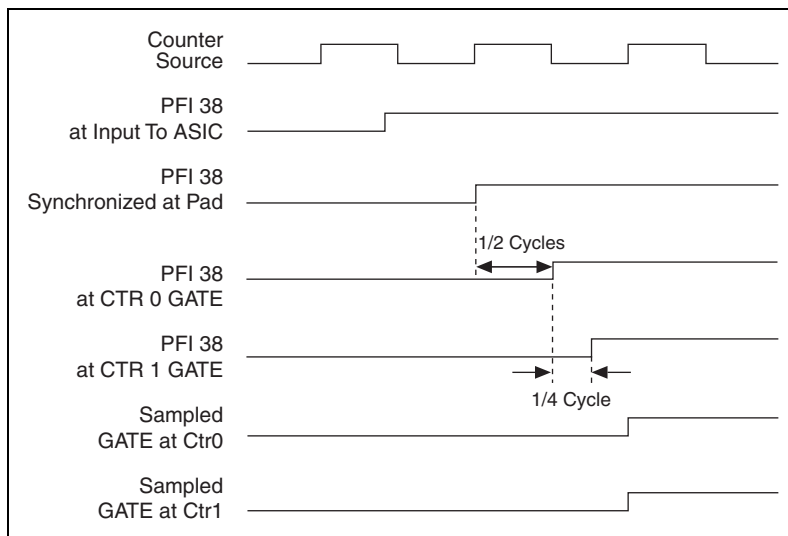 Counter
Source
PFI 38
at Input To ASIC
PFI 38
Synchronized at Pad
1/2 Cycles
PFI 38
at CTR 0 GATE
PFI 38
at CTR 1 GATE
1/4 Cycle
Sampled
GATE at Ctr0
Sampled
GATE at Ctr1